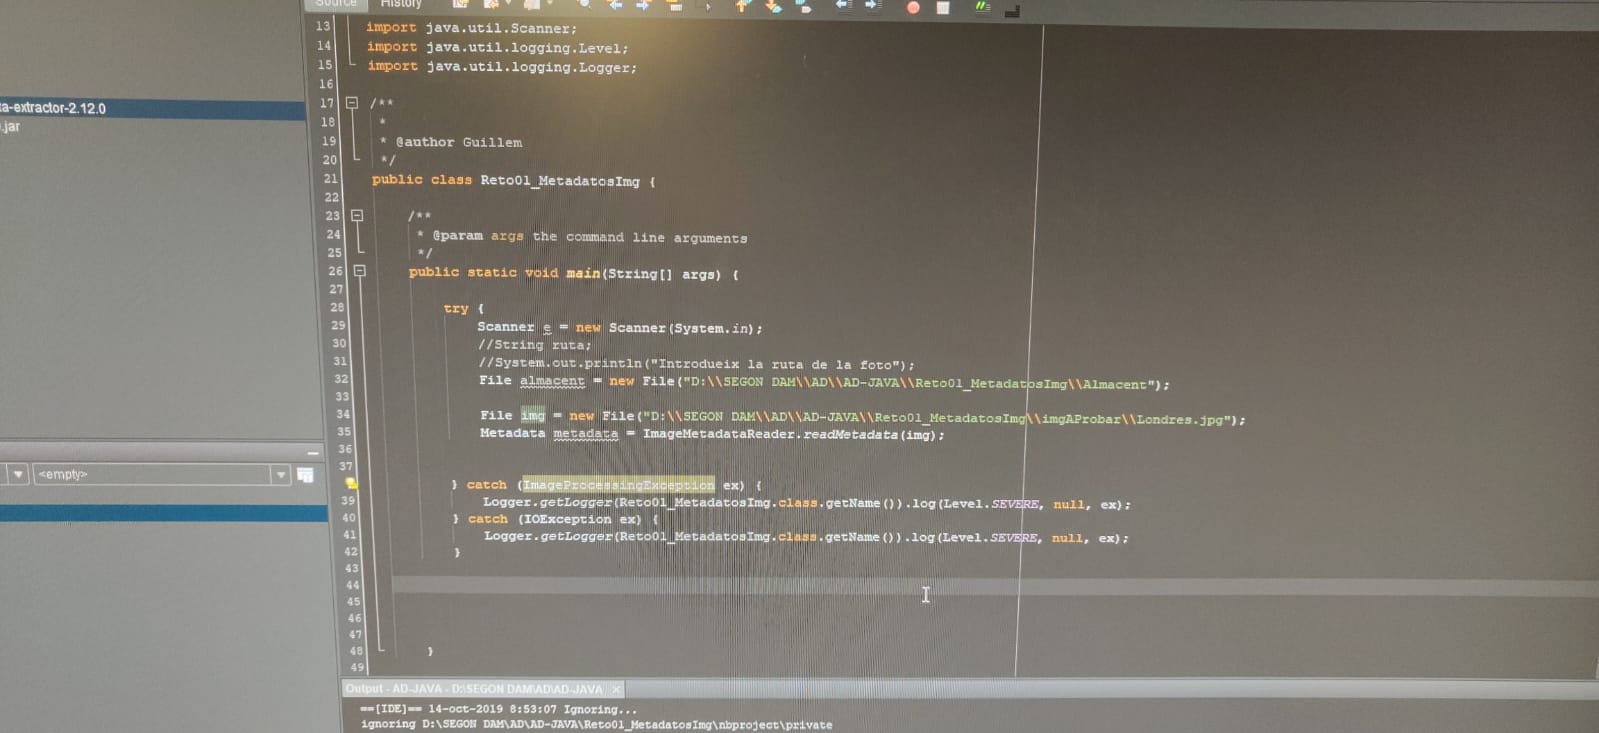 Source History
ta-extractor-2.12.0
.jar
<empty>
13 import java.util.Scanner;
14 import java.util.logging.Level;
15 import java.util.logging.Logger;
16
17 /**
18 *
19 * @author Guillem
20 */
21 public class Reto01_MetadatosImg {
22
23 /**
24 * @param args the command line arguments
25 */
26 public static void main(String[] args) {
27
28 try {
29 Scanner e = new Scanner(System.in);
30 //String ruta;
31 //System.out.println("Introdueix la ruta de la foto");
32 File almacent = new File("D:\\SEGON DAM\\AD\\AD-JAVA\\Reto01_MetadatosImg\\Almacent");
33
34 File img = new File("D:\\SEGON DAM\\AD\\AD-JAVA\\Reto01_MetadatosImg\\imgAProbar\\Londres.jpg");
35 Metadata metadata = ImageMetadataReader.readMetadata(img);
36
37
} catch (ImageProcessingException ex) {
39 Logger.getLogger(Reto01_MetadatosImg.class.getName()).log(Level.SEVERE, null, ex);
40 } catch (IOException ex) {
41 Logger.getLogger(Reto01_MetadatosImg.class.getName()).log(Level.SEVERE, null, ex);
42 }
43
44
45
46
47
48 }
49
Output - AD-JAVA - D:\SEGON DAM\AD\AD-JAVA ×
==[IDE]== 14-oct-2019 8:53:07 Ignoring...
ignoring D:\SEGON DAM\AD\AD-JAVA\Reto01_MetadatosImg\nbproject\private